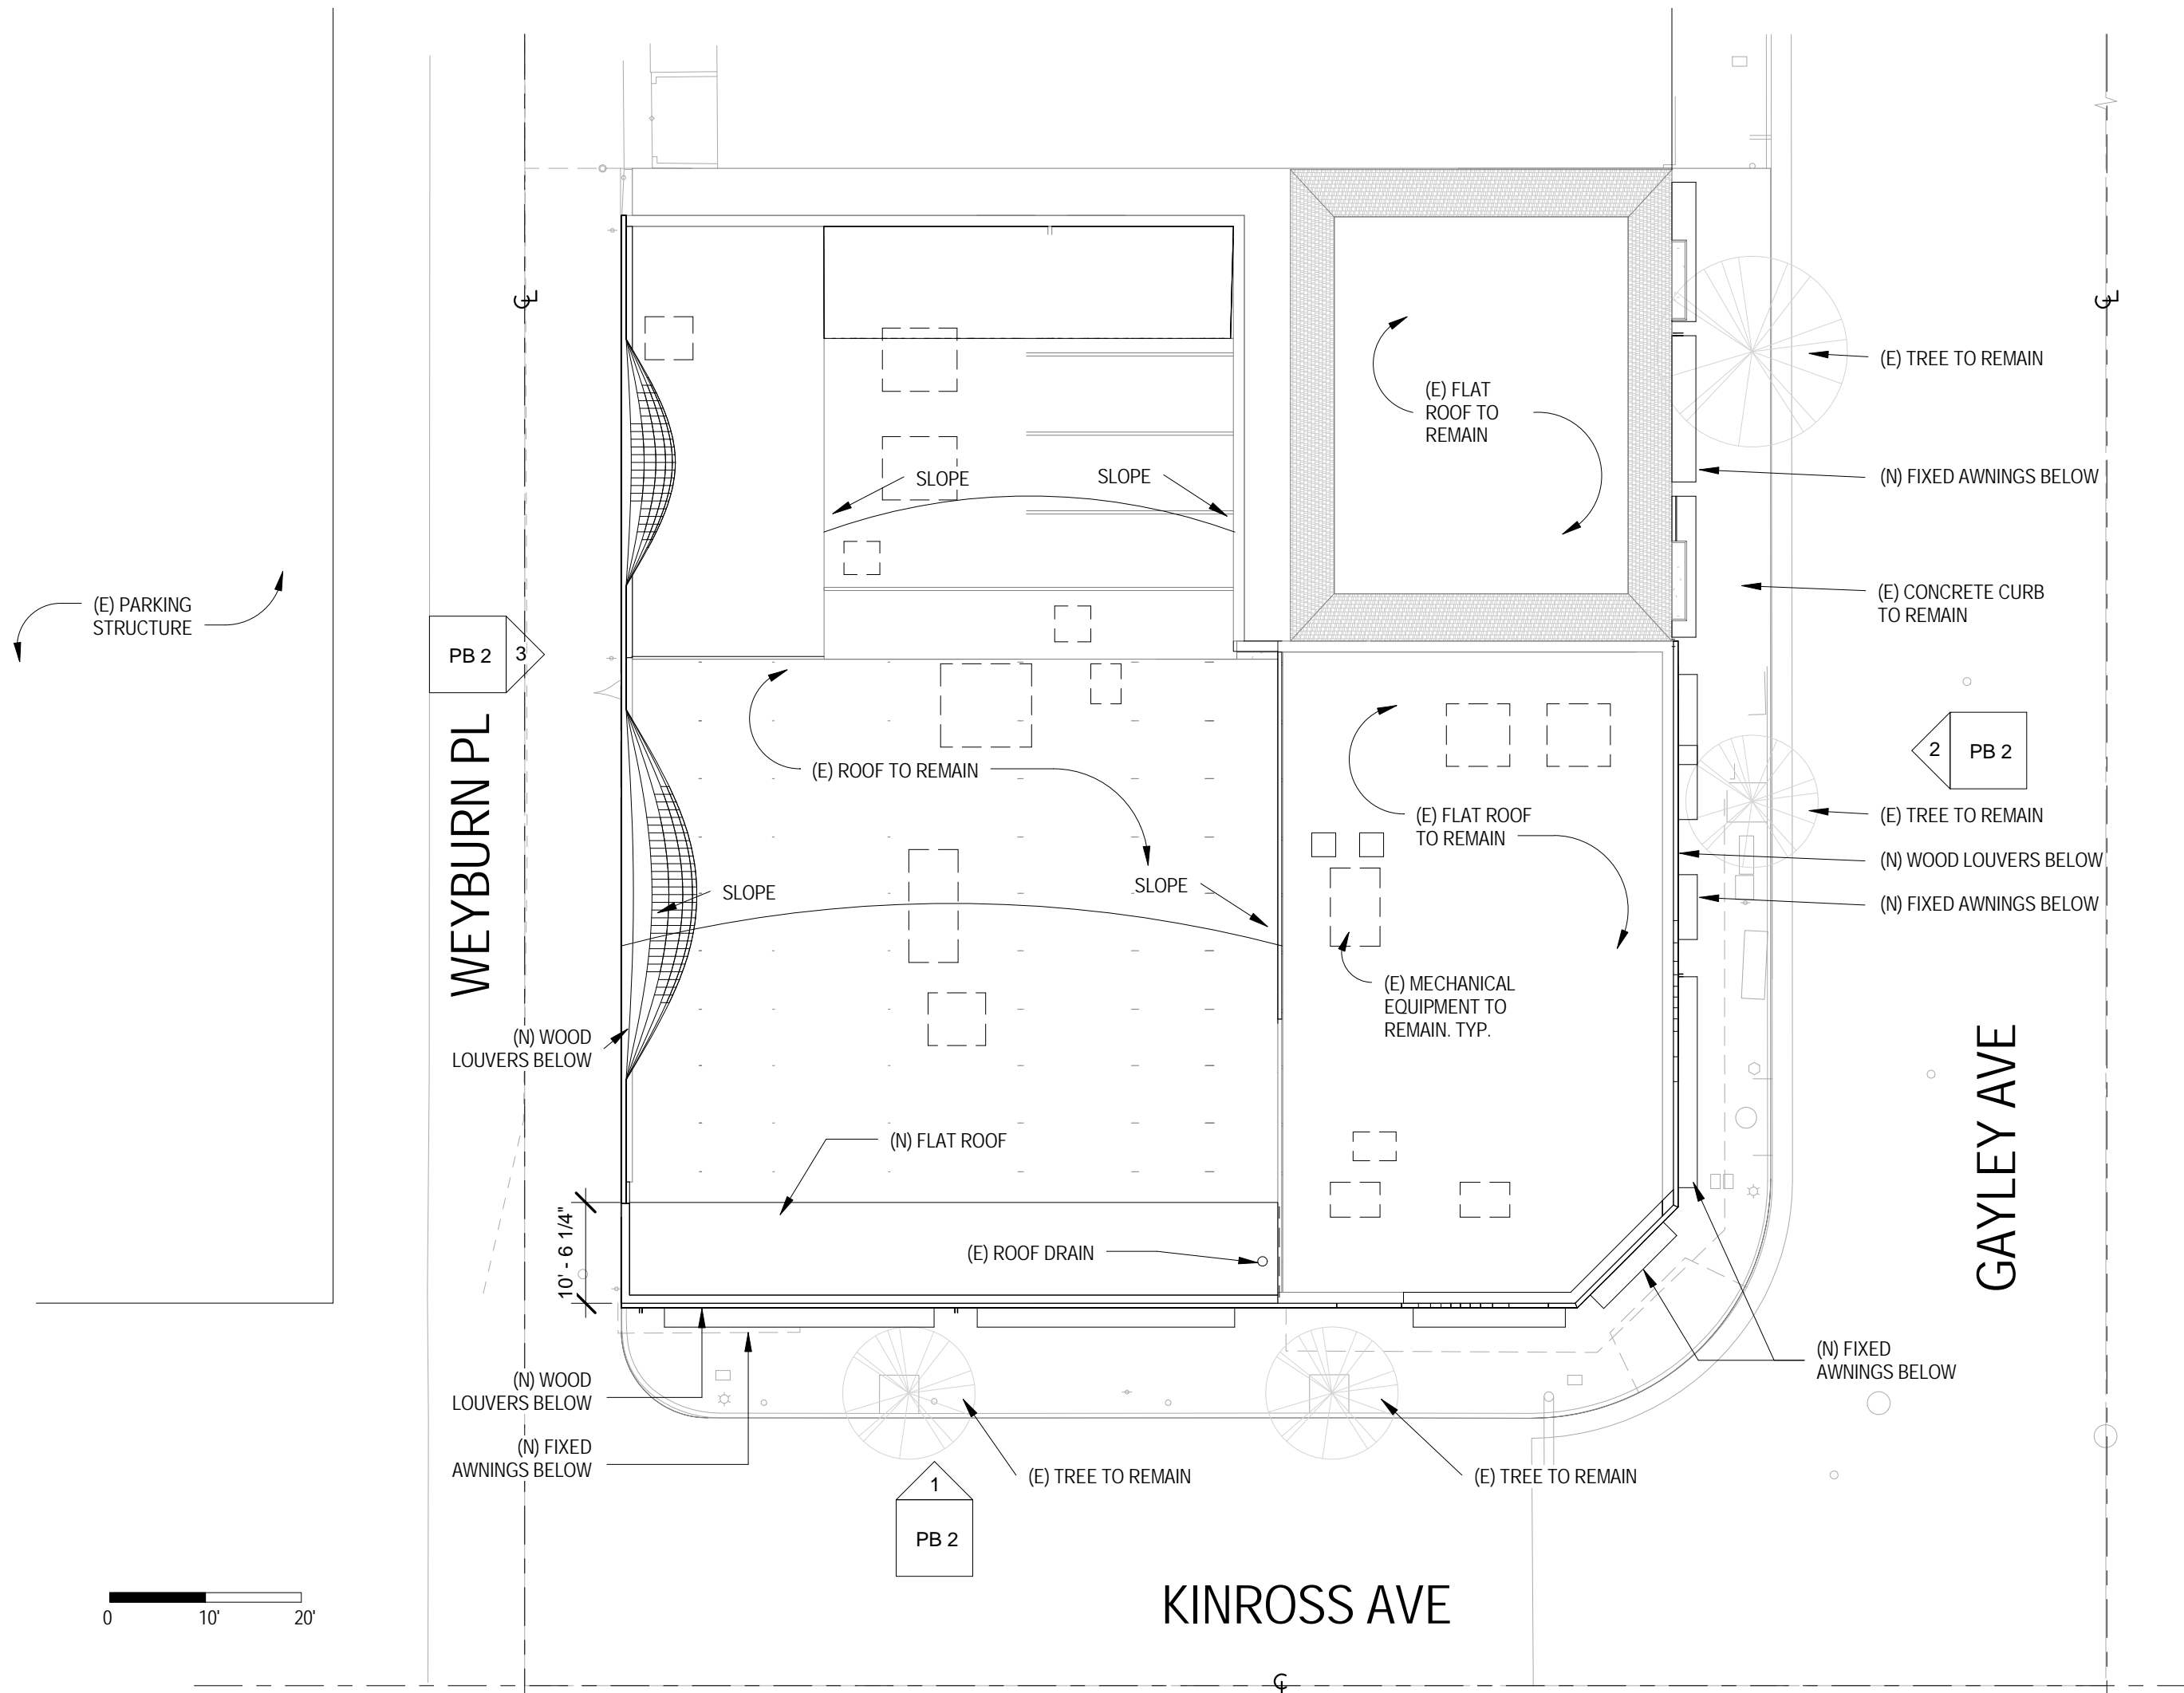 ℄
℄
(E) TREE TO REMAIN
(E) FLAT
ROOF TO
REMAIN
SLOPE
SLOPE
(N) FIXED AWNINGS BELOW
(E) PARKING
STRUCTURE
(E) CONCRETE CURB
TO REMAIN
PB 2
3
WEYBURN PL
(E) ROOF TO REMAIN
2
PB 2
(E) FLAT ROOF
TO REMAIN
(E) TREE TO REMAIN
(N) WOOD LOUVERS BELOW
SLOPE
SLOPE
(N) FIXED AWNINGS BELOW
(E) MECHANICAL
EQUIPMENT TO
REMAIN. TYP.
(N) WOOD
LOUVERS BELOW
GAYLEY AVE
(N) FLAT ROOF
10' - 6 1/4"
(E) ROOF DRAIN
(N) FIXED
AWNINGS BELOW
(N) WOOD
LOUVERS BELOW
(N) FIXED
AWNINGS BELOW
(E) TREE TO REMAIN
(E) TREE TO REMAIN
1
PB 2
KINROSS AVE
0 10' 20'
℄